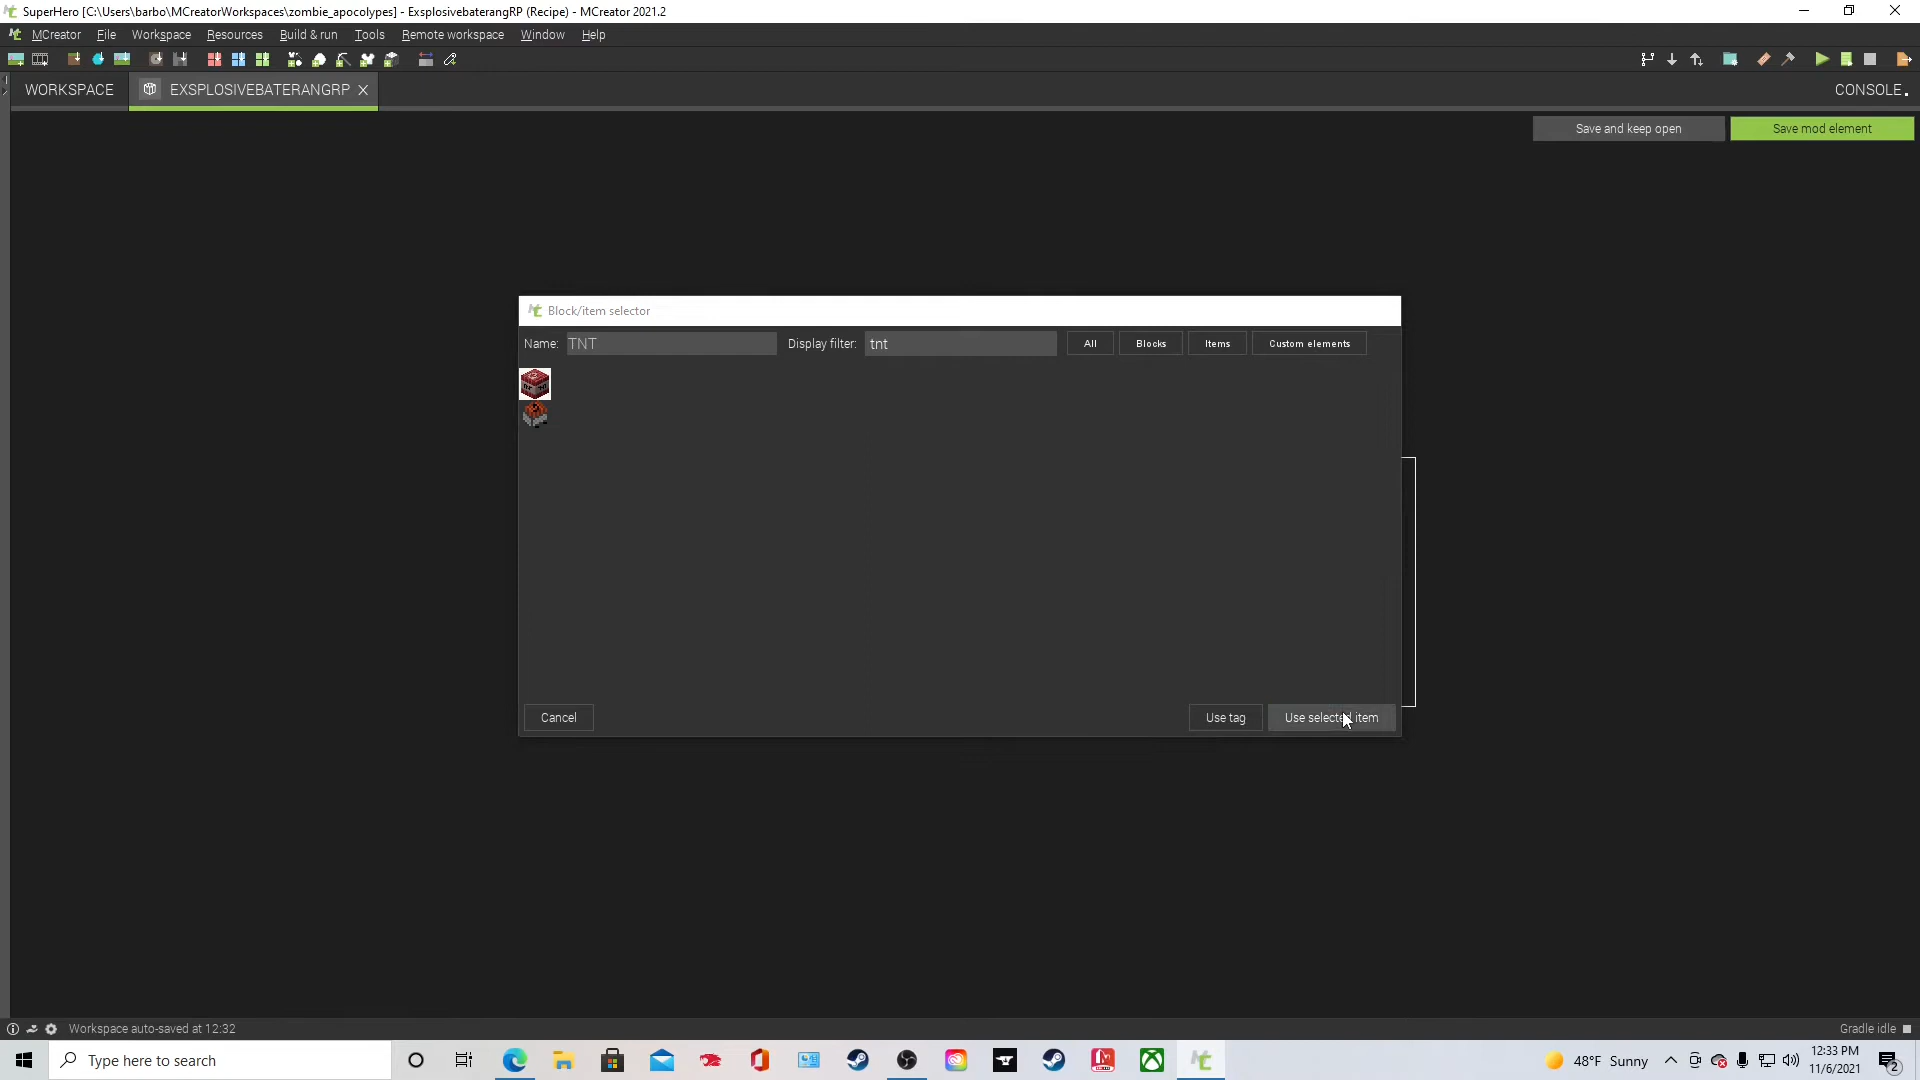 SuperHero [C:\Users\barbo\MCreatorWorkspaces\zombie_apocolypes] - ExsplosivebaterangRP (Recipe) - MCreator 2021.2
MCreator File Workspace Resources Build & run Tools Remote workspace Window Help
WORKSPACE EXSPLOSIVEBATERANGRP CONSOLE
Save and keep open Save mod element
Block/item selector
Name: TNT Display filter: tnt All Blocks Items Custom elements
Cancel Use tag Use selected item
Workspace auto-saved at 12:32 Gradle idle
Type here to search 48°F Sunny 12:33 PM
11/6/2021 2